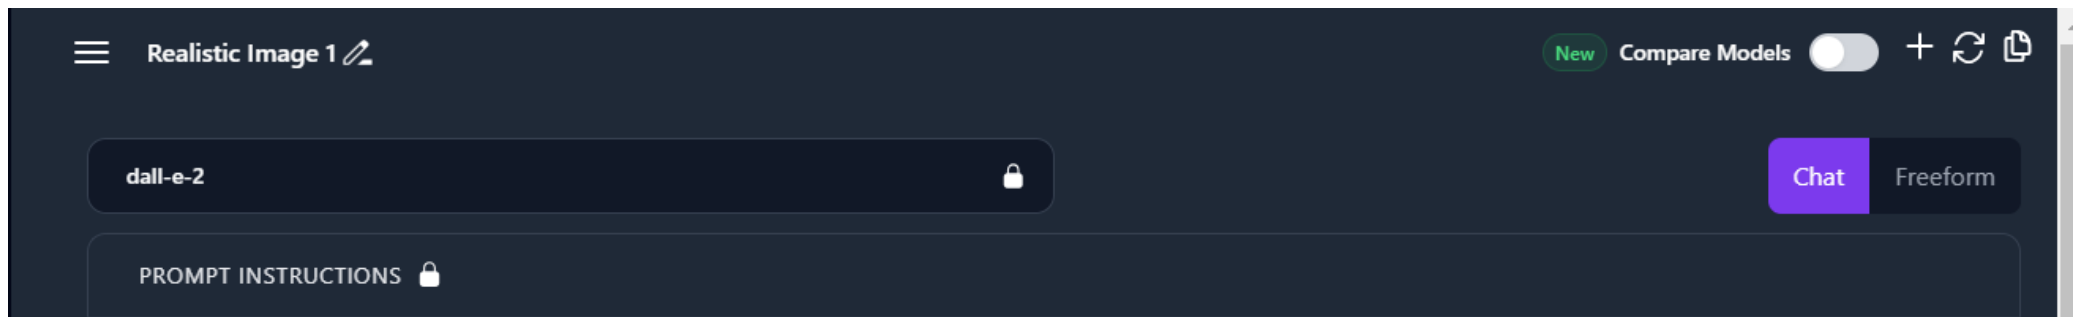 Realistic Image 1
New Compare Models
dall-e-2
Chat Freeform
PROMPT INSTRUCTIONS